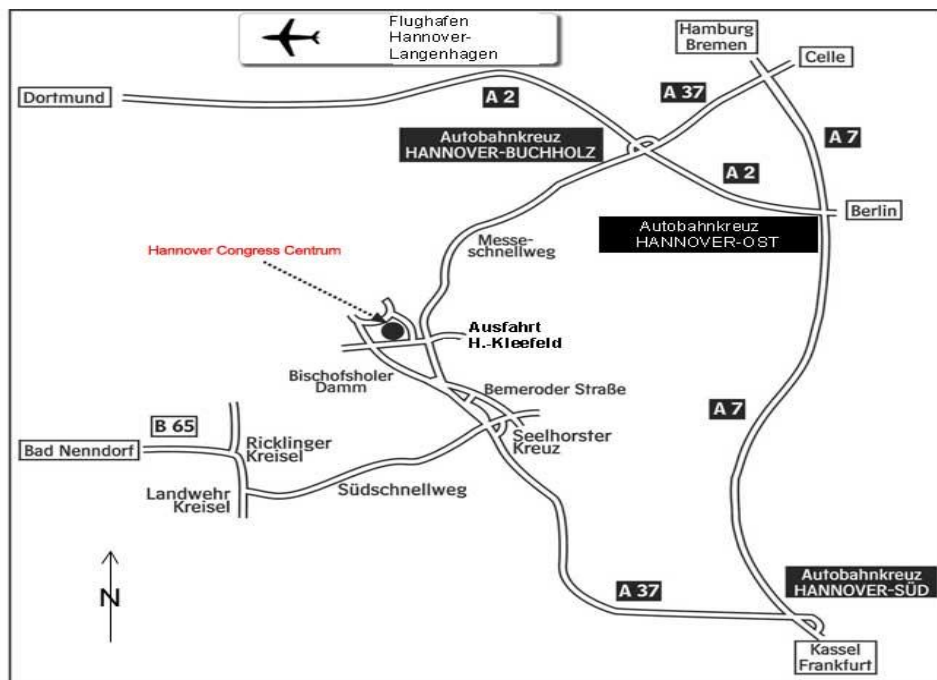 Flughafen
Hannover-
Langenhagen
Hamburg
Bremen
Celle
Dortmund
A 2
A 37
A 7
Autobahnkreuz
HANNOVER-BUCHHOLZ
A 2
Berlin
Autobahnkreuz
HANNOVER-OST
Messe-
schnellweg
Hannover Congress Centrum
Ausfahrt
H.-Kleefeld
Bischofsholer
Damm
Bemeroder Straße
A 7
B 65
Bad Nenndorf
Ricklinger
Kreisel
Seelhorster
Kreuz
Landwehr
Kreisel
Südschnellweg
N
A 37
Autobahnkreuz
HANNOVER-SÜD
Kassel
Frankfurt